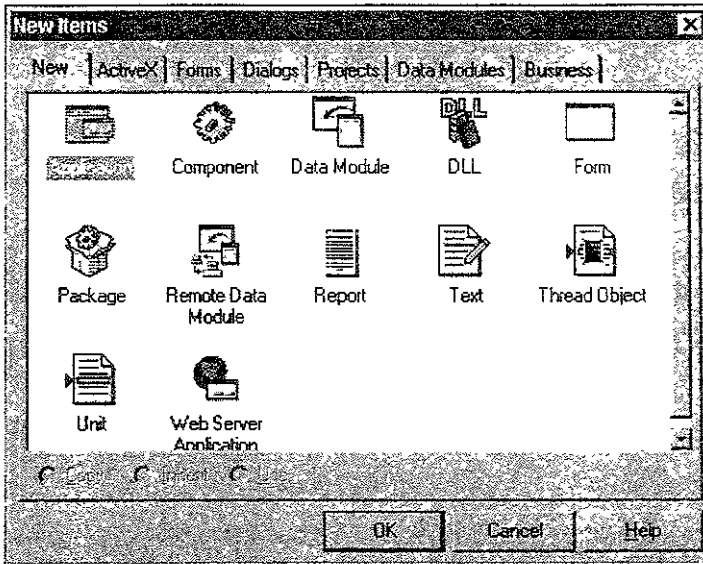 New Items
New ActiveX Forms Dialogs Projects Data Modules Business
Component Data Module DLL Form
Package Remote Data Module Report Text Thread Object
Unit Web Server Application
OK Cancel Help